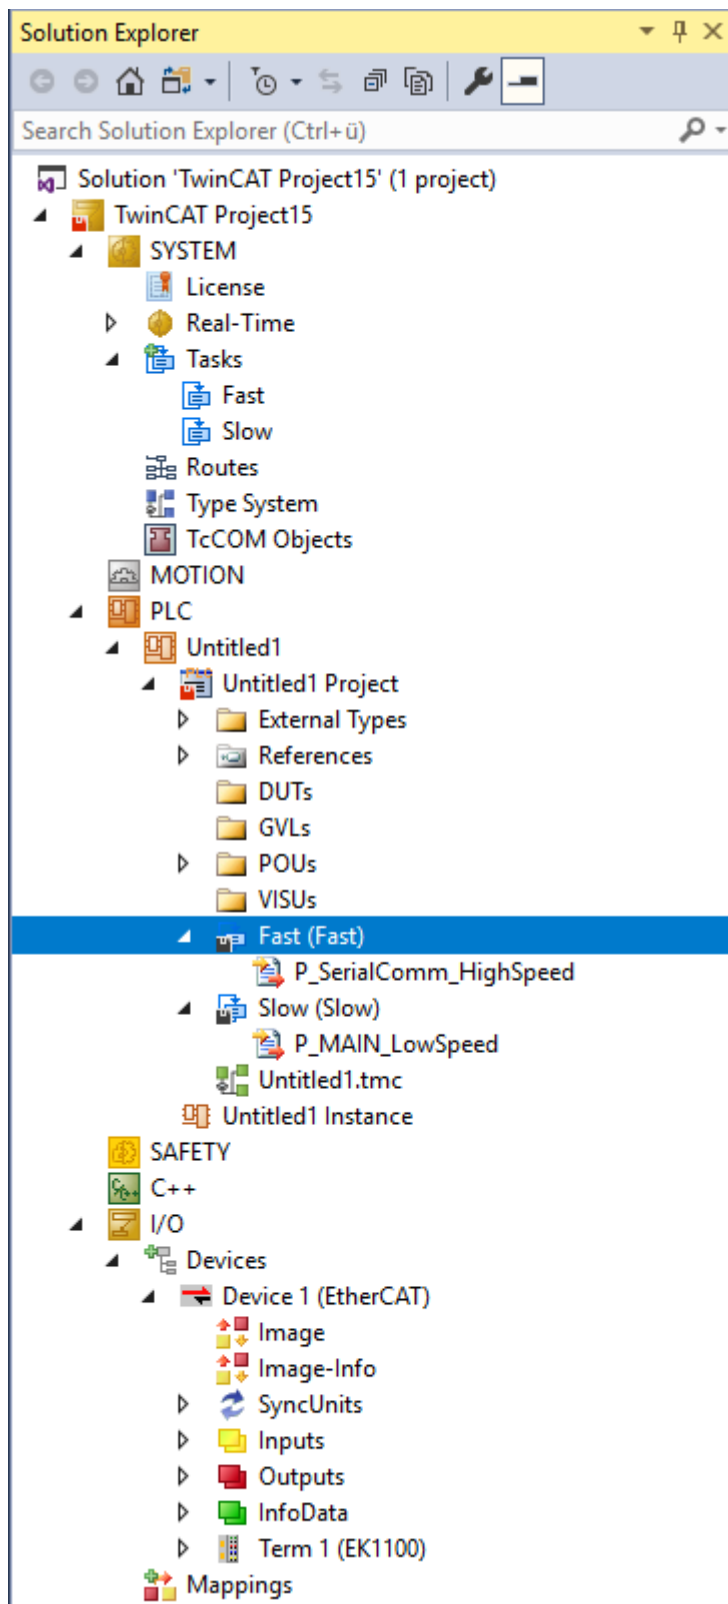 Solution Explorer
Search Solution Explorer (Ctrl+ü)
Solution 'TwinCAT Project15' (1 project)
TwinCAT Project15
SYSTEM
License
Real-Time
Tasks
Fast
Slow
Routes
Type System
TcCOM Objects
MOTION
PLC
Untitled1
Untitled1 Project
External Types
References
DUTs
GVLs
POUs
VISUs
Fast (Fast)
P_SerialComm_HighSpeed
Slow (Slow)
P_MAIN_LowSpeed
Untitled1.tmc
Untitled1 Instance
SAFETY
C++
I/O
Devices
Device 1 (EtherCAT)
Image
Image-Info
SyncUnits
Inputs
Outputs
InfoData
Term 1 (EK1100)
Mappings